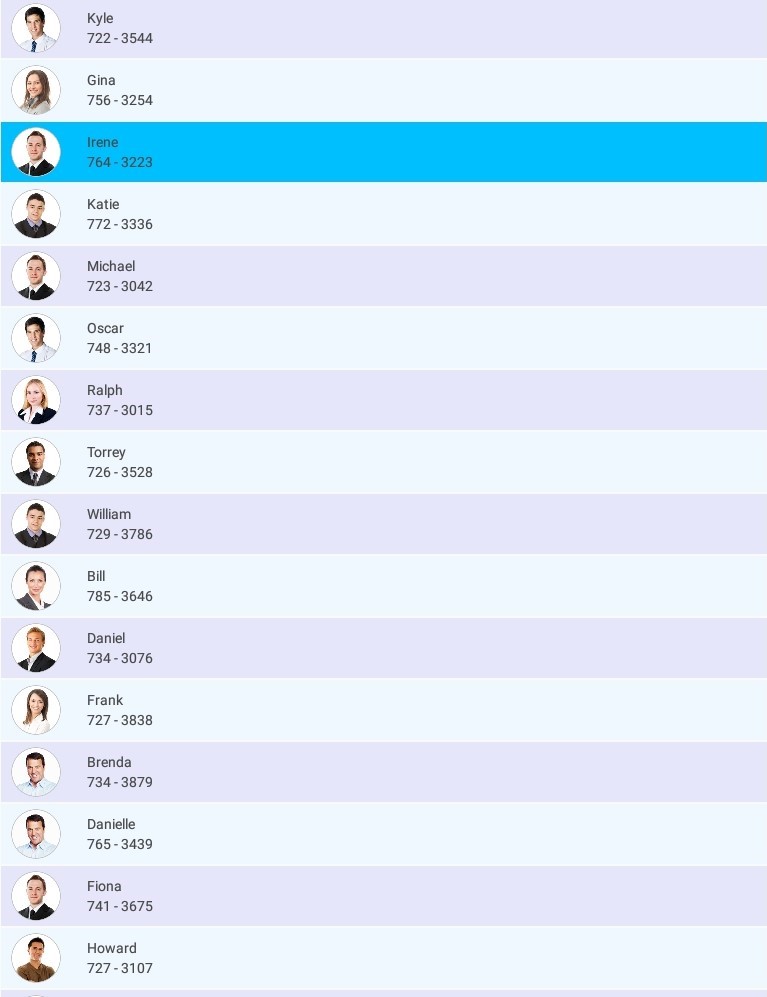 Kyle
722 - 3544
Gina
756 - 3254
Irene
764 - 3223
Katie
772 - 3336
Michael
723 - 3042
Oscar
748 - 3321
Ralph
737 - 3015
Torrey
726 - 3528
William
729 - 3786
Bill
785 - 3646
Daniel
734 - 3076
Frank
727 - 3838
Brenda
734 - 3879
Danielle
765 - 3439
Fiona
741 - 3675
Howard
727 - 3107